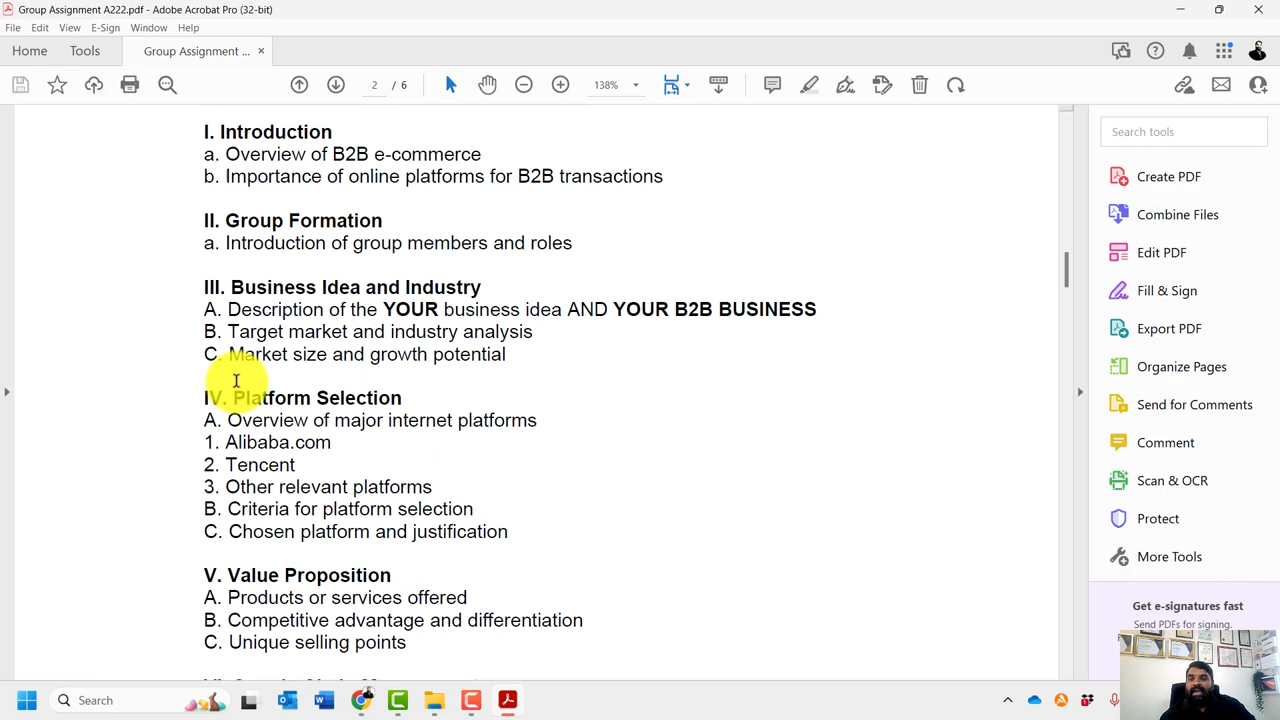 Group Assignment A222.pdf - Adobe Acrobat Pro (32-bit)
File Edit View E-Sign Window Help
Home Tools Group Assignment ... ×
2 / 6 138%
I. Introduction
a. Overview of B2B e-commerce
b. Importance of online platforms for B2B transactions
II. Group Formation
a. Introduction of group members and roles
III. Business Idea and Industry
A. Description of the YOUR business idea AND YOUR B2B BUSINESS
B. Target market and industry analysis
C. Market size and growth potential
IV. Platform Selection
A. Overview of major internet platforms
1. Alibaba.com
2. Tencent
3. Other relevant platforms
B. Criteria for platform selection
C. Chosen platform and justification
V. Value Proposition
A. Products or services offered
B. Competitive advantage and differentiation
C. Unique selling points
Search tools
Create PDF
Combine Files
Edit PDF
Fill & Sign
Export PDF
Organize Pages
Send for Comments
Comment
Scan & OCR
Protect
More Tools
Get e-signatures fast
Send PDFs for signing.
Search